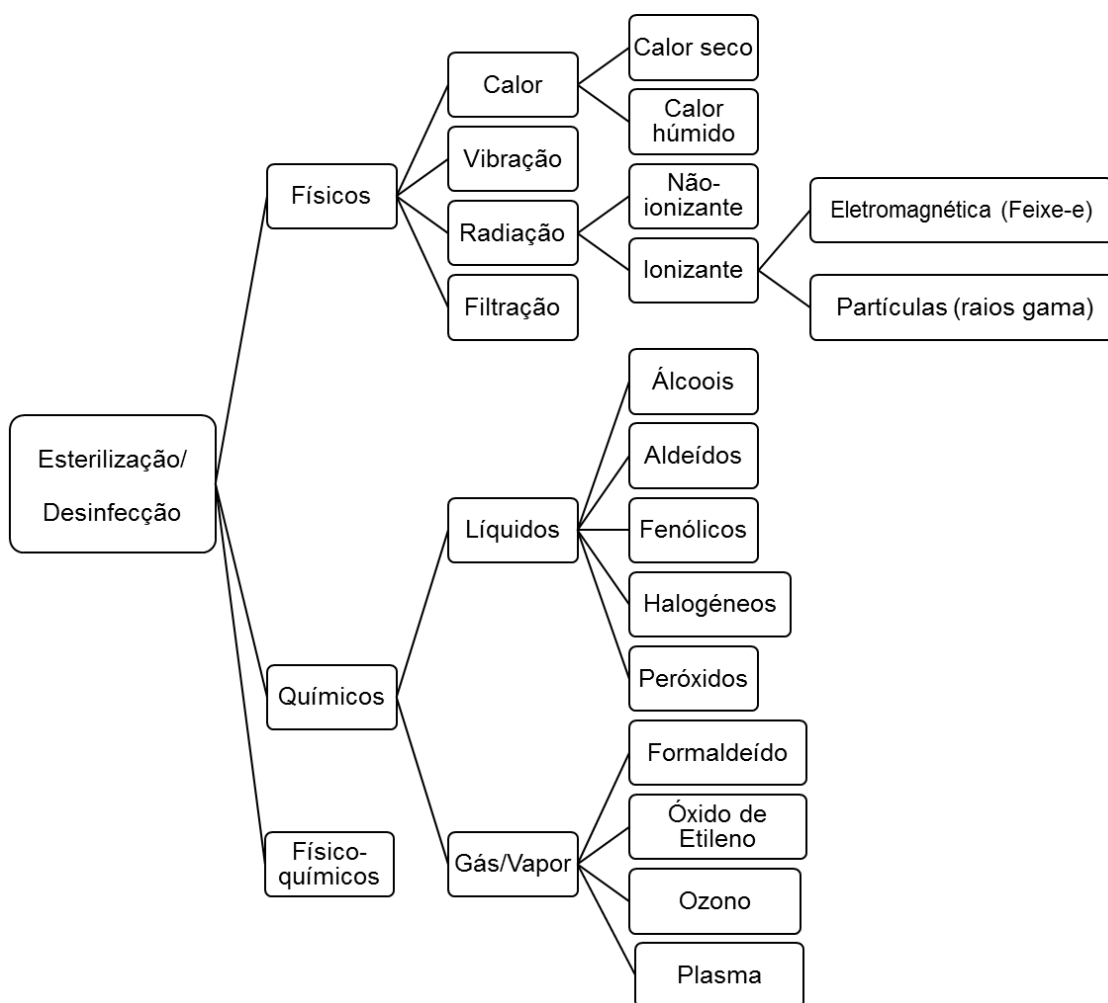 Esterilização/
Desinfecção
Físicos
Calor
Calor seco
Calor
húmido
Vibração
Radiação
Não-
ionizante
Ionizante
Eletromagnética (Feixe-e)
Partículas (raios gama)
Filtração
Químicos
Líquidos
Álcoois
Aldeídos
Fenólicos
Halogéneos
Peróxidos
Gás/Vapor
Formaldeído
Óxido de
Etileno
Ozono
Plasma
Físico-
químicos